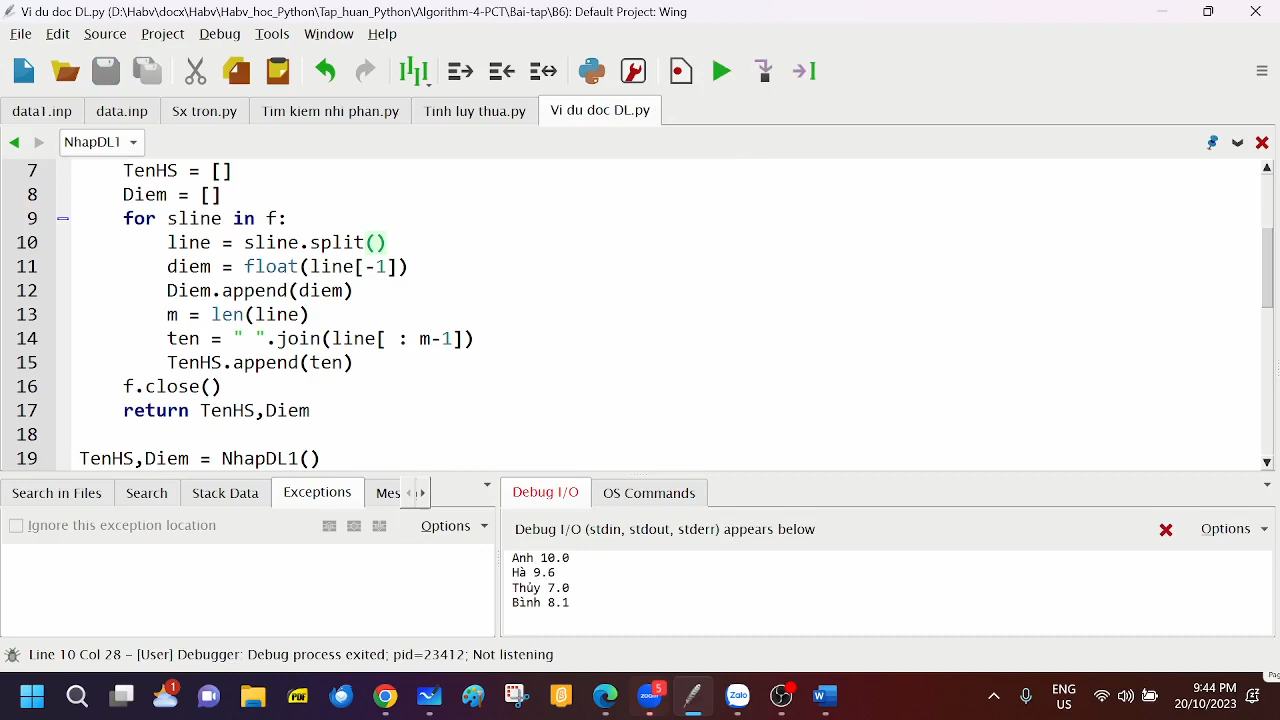 Vi du doc DL.py (D:\Habv\docx\Habv\Habv_hoc_Python\Tap_huan_Python\Algorithm-4-PCT\Bai-tap\B6): Default Project: Wing
File Edit Source Project Debug Tools Window Help
data1.inp data.inp Sx tron.py Tim kiem nhi phan.py Tinh luy thua.py Vi du doc DL.py
NhapDL1
7 TenHS = []
8 Diem = []
9 for sline in f:
10 line = sline.split()
11 diem = float(line[-1])
12 Diem.append(diem)
13 m = len(line)
14 ten = " ".join(line[ : m-1])
15 TenHS.append(ten)
16 f.close()
17 return TenHS,Diem
18
19 TenHS,Diem = NhapDL1()
Search in Files Search Stack Data Exceptions Mes Debug I/O OS Commands
Ignore this exception location Options Debug I/O (stdin, stdout, stderr) appears below Options
Anh 10.0
Hà 9.6
Thủy 7.0
Bình 8.1
Line 10 Col 28 – [User] Debugger: Debug process exited; pid=23412; Not listening
Pag
1 PDF zoom 5 Zalo W ENG 9:44 PM
US 20/10/2023